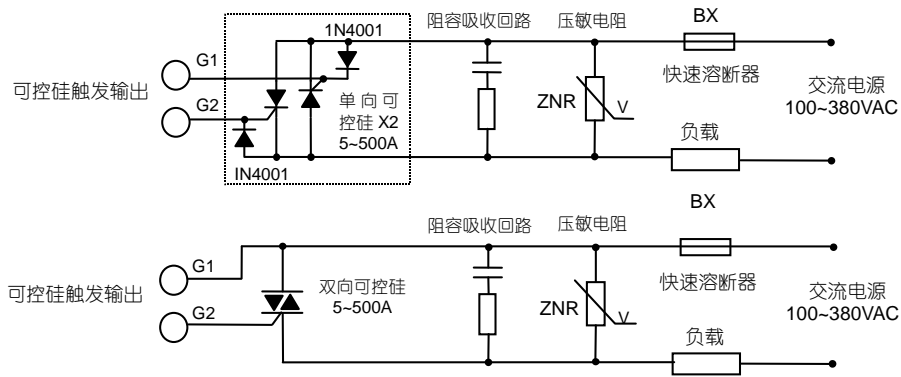 1N4001
阻容吸收回路
压敏电阻
BX
G1
可控硅触发输出
G2
单向可
控硅 X2
5~500A
ZNR
V
快速溶断器
交流电源
100~380VAC
负载
IN4001
BX
阻容吸收回路
压敏电阻
G1
可控硅触发输出
G2
双向可控硅
5~500A
ZNR
V
快速溶断器
交流电源
100~380VAC
负载